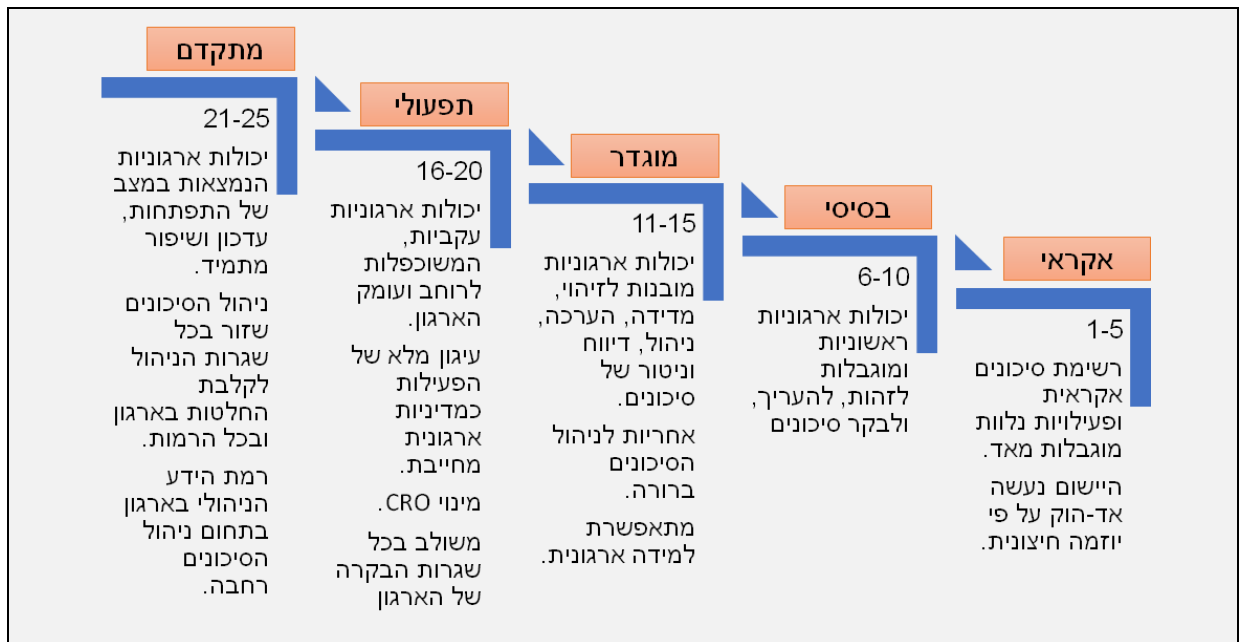 מתקדם
21-25
יכולות ארגוניות
הנמצאות במצב
של התפתחות,
עדכון ושיפור
מתמיד.
ניהול הסיכונים
שזור בכל
שגרות הניהול
לקלבת
החלטות בארגון
ובכל הרמות.
רמת הידע
הניהולי בארגון
בתחום ניהול
הסיכונים
רחבה.
תפעולי
16-20
יכולות ארגוניות
עקביות,
המשוכפלות
לרוחב ועומק
הארגון.
עיגון מלא של
הפעילות
כמדיניות
ארגונית
מחייבת.
מינוי CRO.
משולב בכל
שגרות הבקרה
של הארגון
מוגדר
11-15
יכולות ארגוניות
מובנות לזיהוי,
מדידה, הערכה,
ניהול, דיווח
וניטור של
סיכונים.
אחריות לניהול
הסיכונים
ברורה.
מתאפשרת
למידה ארגונית.
בסיסי
6-10
יכולות ארגוניות
ראשוניות
ומוגבלות
לזהות, להעריך,
ולבקר סיכונים
אקראי
1-5
רשימת סיכונים
אקראית
ופעילויות נלוות
מוגבלות מאד.
היישום נעשה
אד-הוק על פי
יוזמה חיצונית.